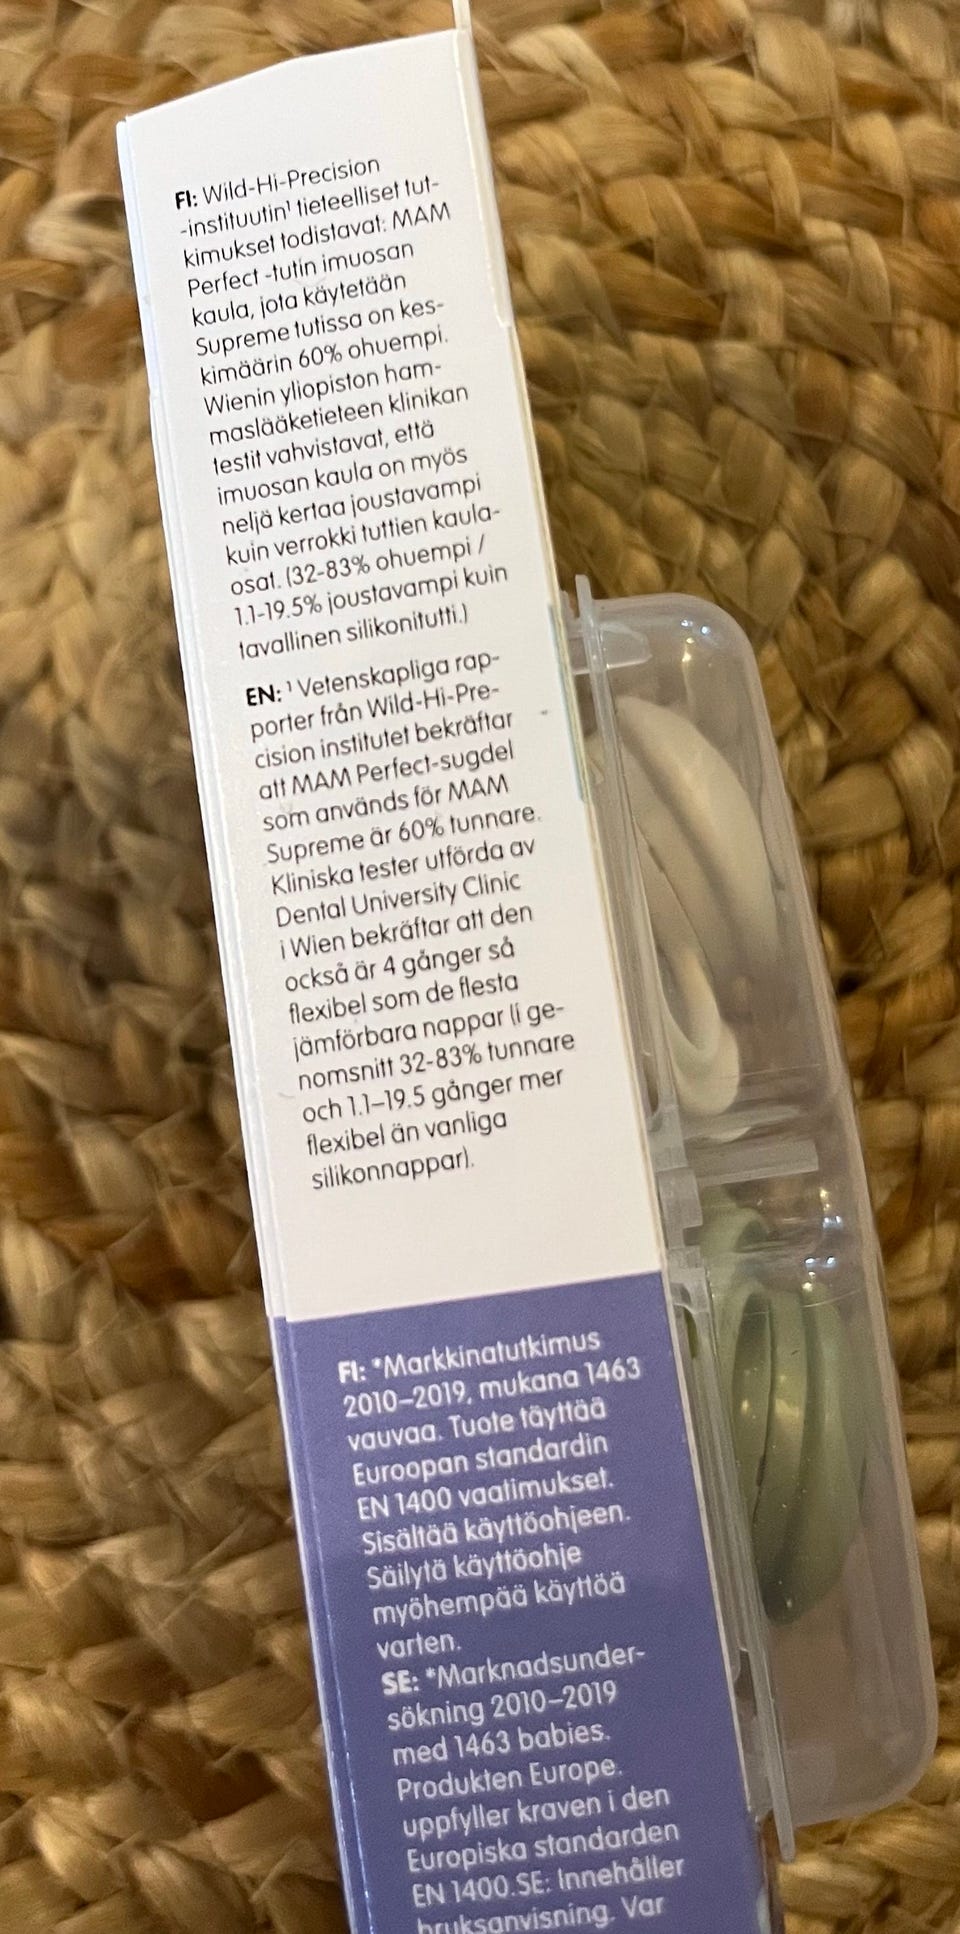 FI: Wild-Hi-Precision
-instituutin¹ tieteelliset tut-
kimukset todistavat: MAM
Perfect -tutin imuosan
kaula, jota käytetään
Supreme tutissa on kes-
kimäärin 60% ohuempi.
Wienin yliopiston ham-
maslääketieteen klinikan
testit vahvistavat, että
imuosan kaula on myös
neljä kertaa joustavampi
kuin verrokki tuttien kaula-
osat. (32-83% ohuempi /
1.1-19.5% joustavampi kuin
tavallinen silikonitutti.)
EN: ¹ Vetenskapliga rap-
porter från Wild-Hi-Pre-
cision institutet bekräftar
att MAM Perfect-sugdel
som används för MAM
Supreme är 60% tunnare.
Kliniska tester utförda av
Dental University Clinic
i Wien bekräftar att den
också är 4 gånger så
flexibel som de flesta
jämförbara nappar (i ge-
nomsnitt 32-83% tunnare
och 1.1–19.5 gånger mer
flexibel än vanliga
silikonnappar).
FI: *Markkinatutkimus
2010–2019, mukana 1463
vauvaa. Tuote täyttää
Euroopan standardin
EN 1400 vaatimukset.
Sisältää käyttöohjeen.
Säilytä käyttöohje
myöhempää käyttöä
varten.
SE: *Marknadsunder-
sökning 2010–2019
med 1463 babies.
Produkten Europe.
uppfyller kraven i den
Europiska standarden
EN 1400.SE: Innehåller
bruksanvisning. Var